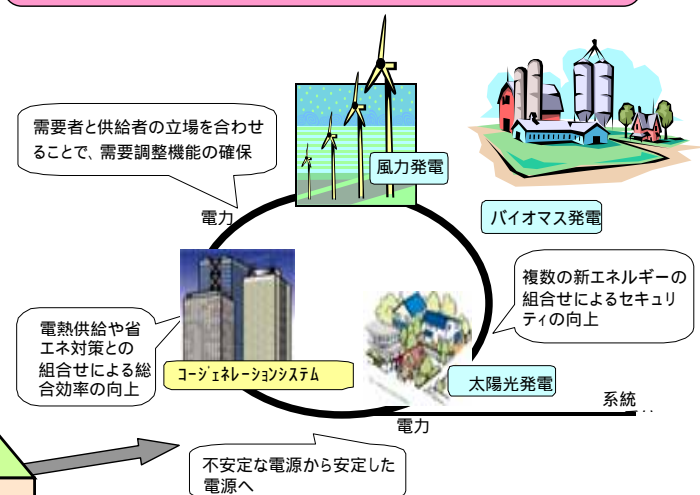 需要者と供給者の立場を合わせ
ることで、需要調整機能の確保
風力発電
電力
バイオマス発電
複数の新エネルギーの
組合せによるセキュリ
ティの向上
電熱供給や省
エネ対策との
組合せによる総
合効率の向上
コージェネレーションシステム
太陽光発電
系統
電力
不安定な電源から安定した
電源へ